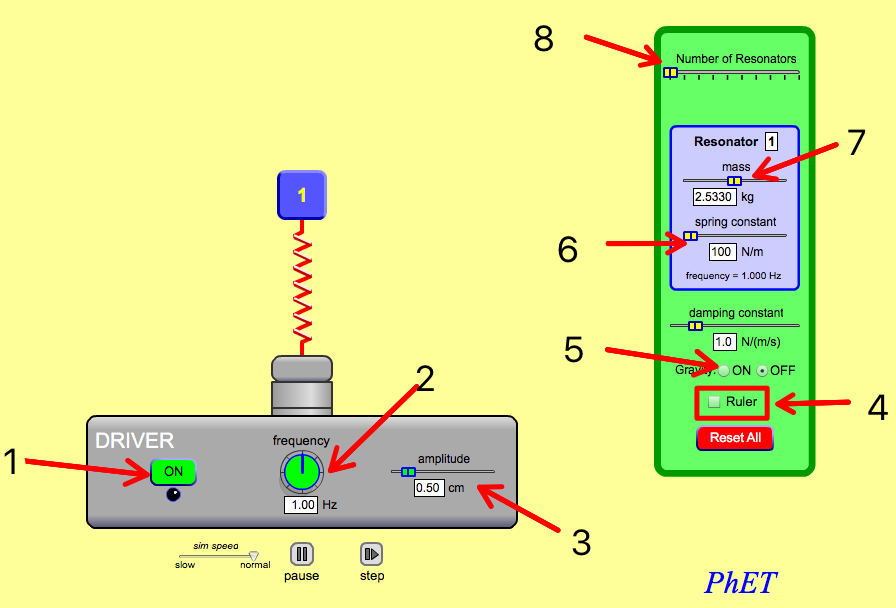 8
Number of Resonators
Resonator 1
7
mass
2.5330 kg
spring constant
6
100 N/m
frequency = 1.000 Hz
damping constant
1.0 N/(m/s)
5
Gravity: ON OFF
4
Ruler
Reset All
1
2
DRIVER
frequency
ON
1.00 Hz
amplitude
0.50 cm
3
1
sim speed
slow normal
pause
step
PhET